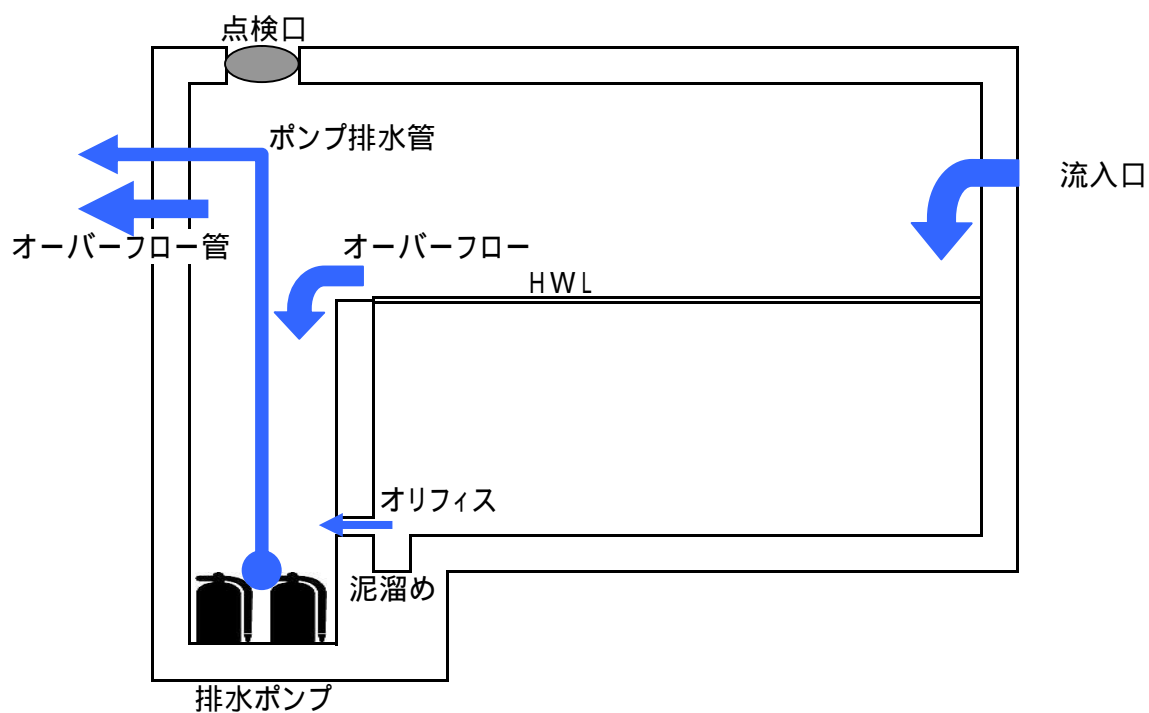 点検口
ポンプ排水管
流入口
オーバーフロー管
オーバーフロー
ＨＷＬ
オリフィス
泥溜め
排水ポンプ